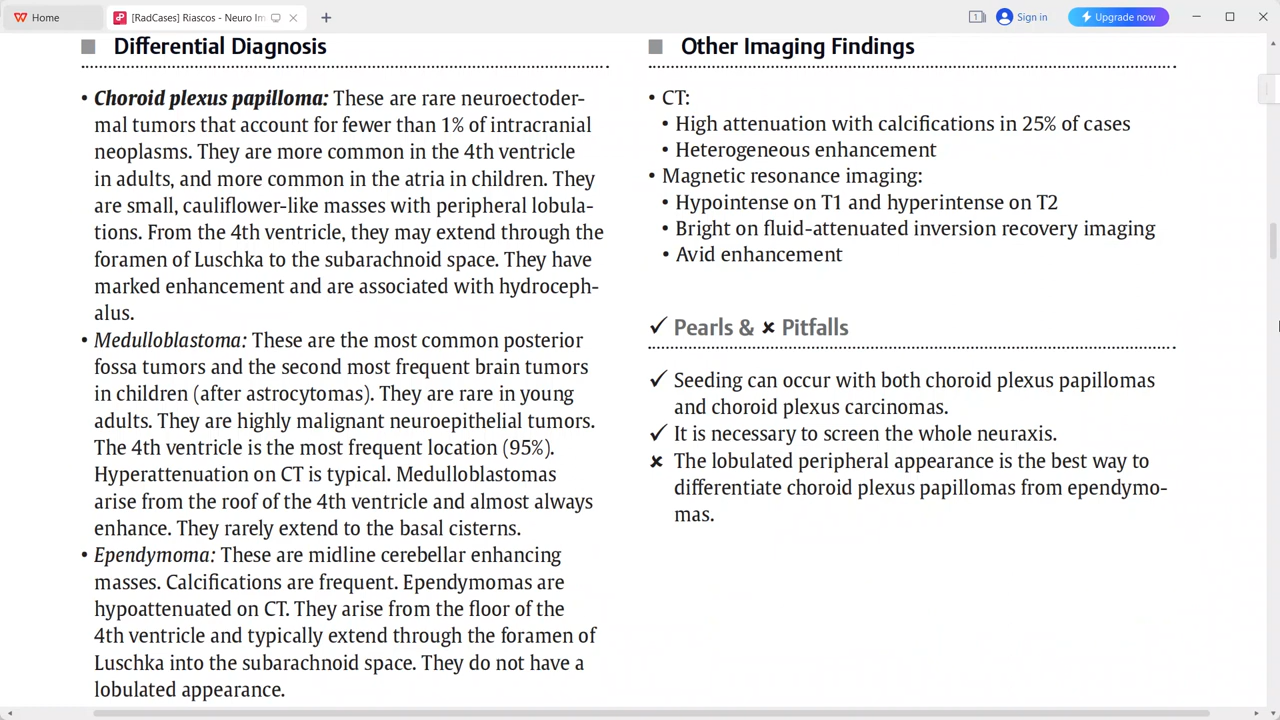 Home
[RadCases] Riascos - Neuro Im
1
Sign in
Upgrade now
Differential Diagnosis
• Choroid plexus papilloma: These are rare neuroectoder-
mal tumors that account for fewer than 1% of intracranial
neoplasms. They are more common in the 4th ventricle
in adults, and more common in the atria in children. They
are small, cauliflower-like masses with peripheral lobula-
tions. From the 4th ventricle, they may extend through the
foramen of Luschka to the subarachnoid space. They have
marked enhancement and are associated with hydroceph-
alus.
• Medulloblastoma: These are the most common posterior
fossa tumors and the second most frequent brain tumors
in children (after astrocytomas). They are rare in young
adults. They are highly malignant neuroepithelial tumors.
The 4th ventricle is the most frequent location (95%).
Hyperattenuation on CT is typical. Medulloblastomas
arise from the roof of the 4th ventricle and almost always
enhance. They rarely extend to the basal cisterns.
• Ependymoma: These are midline cerebellar enhancing
masses. Calcifications are frequent. Ependymomas are
hypoattenuated on CT. They arise from the floor of the
4th ventricle and typically extend through the foramen of
Luschka into the subarachnoid space. They do not have a
lobulated appearance.
Other Imaging Findings
• CT:
• High attenuation with calcifications in 25% of cases
• Heterogeneous enhancement
• Magnetic resonance imaging:
• Hypointense on T1 and hyperintense on T2
• Bright on fluid-attenuated inversion recovery imaging
• Avid enhancement
✓ Pearls & ✘ Pitfalls
✓ Seeding can occur with both choroid plexus papillomas
and choroid plexus carcinomas.
✓ It is necessary to screen the whole neuraxis.
✘ The lobulated peripheral appearance is the best way to
differentiate choroid plexus papillomas from ependymo-
mas.